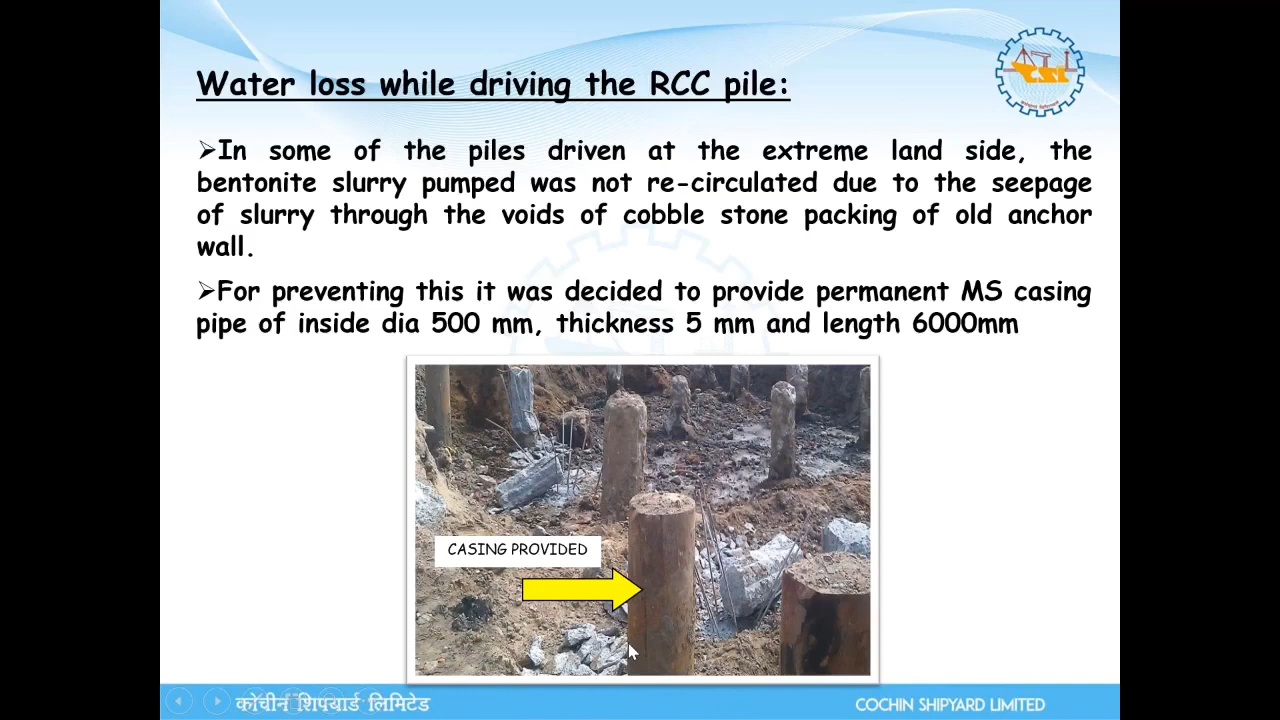 Water loss while driving the RCC pile:
➢In some of the piles driven at the extreme land side, the
bentonite slurry pumped was not re-circulated due to the seepage
of slurry through the voids of cobble stone packing of old anchor
wall.
➢For preventing this it was decided to provide permanent MS casing
pipe of inside dia 500 mm, thickness 5 mm and length 6000mm
CASING PROVIDED
कोचीन शिपयार्ड लिमिटेड
COCHIN SHIPYARD LIMITED